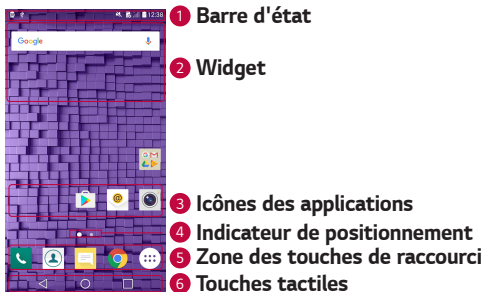 12:38
1 Barre d'état
Google
2 Widget
3 Icônes des applications
4 Indicateur de positionnement
5 Zone des touches de raccourci
6 Touches tactiles